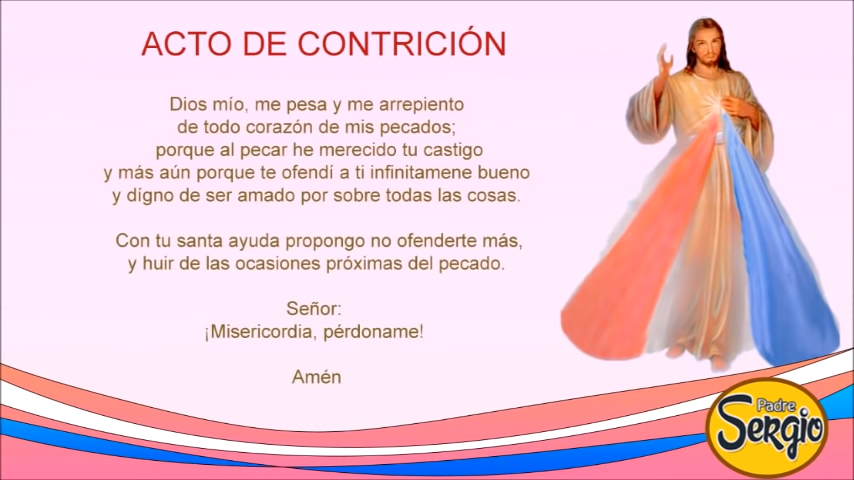 ACTO DE CONTRICIÓN
Dios mío, me pesa y me arrepiento
de todo corazón de mis pecados;
porque al pecar he merecido tu castigo
y más aún porque te ofendí a ti infinitamene bueno
y dígno de ser amado por sobre todas las cosas.
Con tu santa ayuda propongo no ofenderte más,
y huir de las ocasiones próximas del pecado.
Señor:
¡Misericordia, pérdoname!
Amén
Padre
Sergio